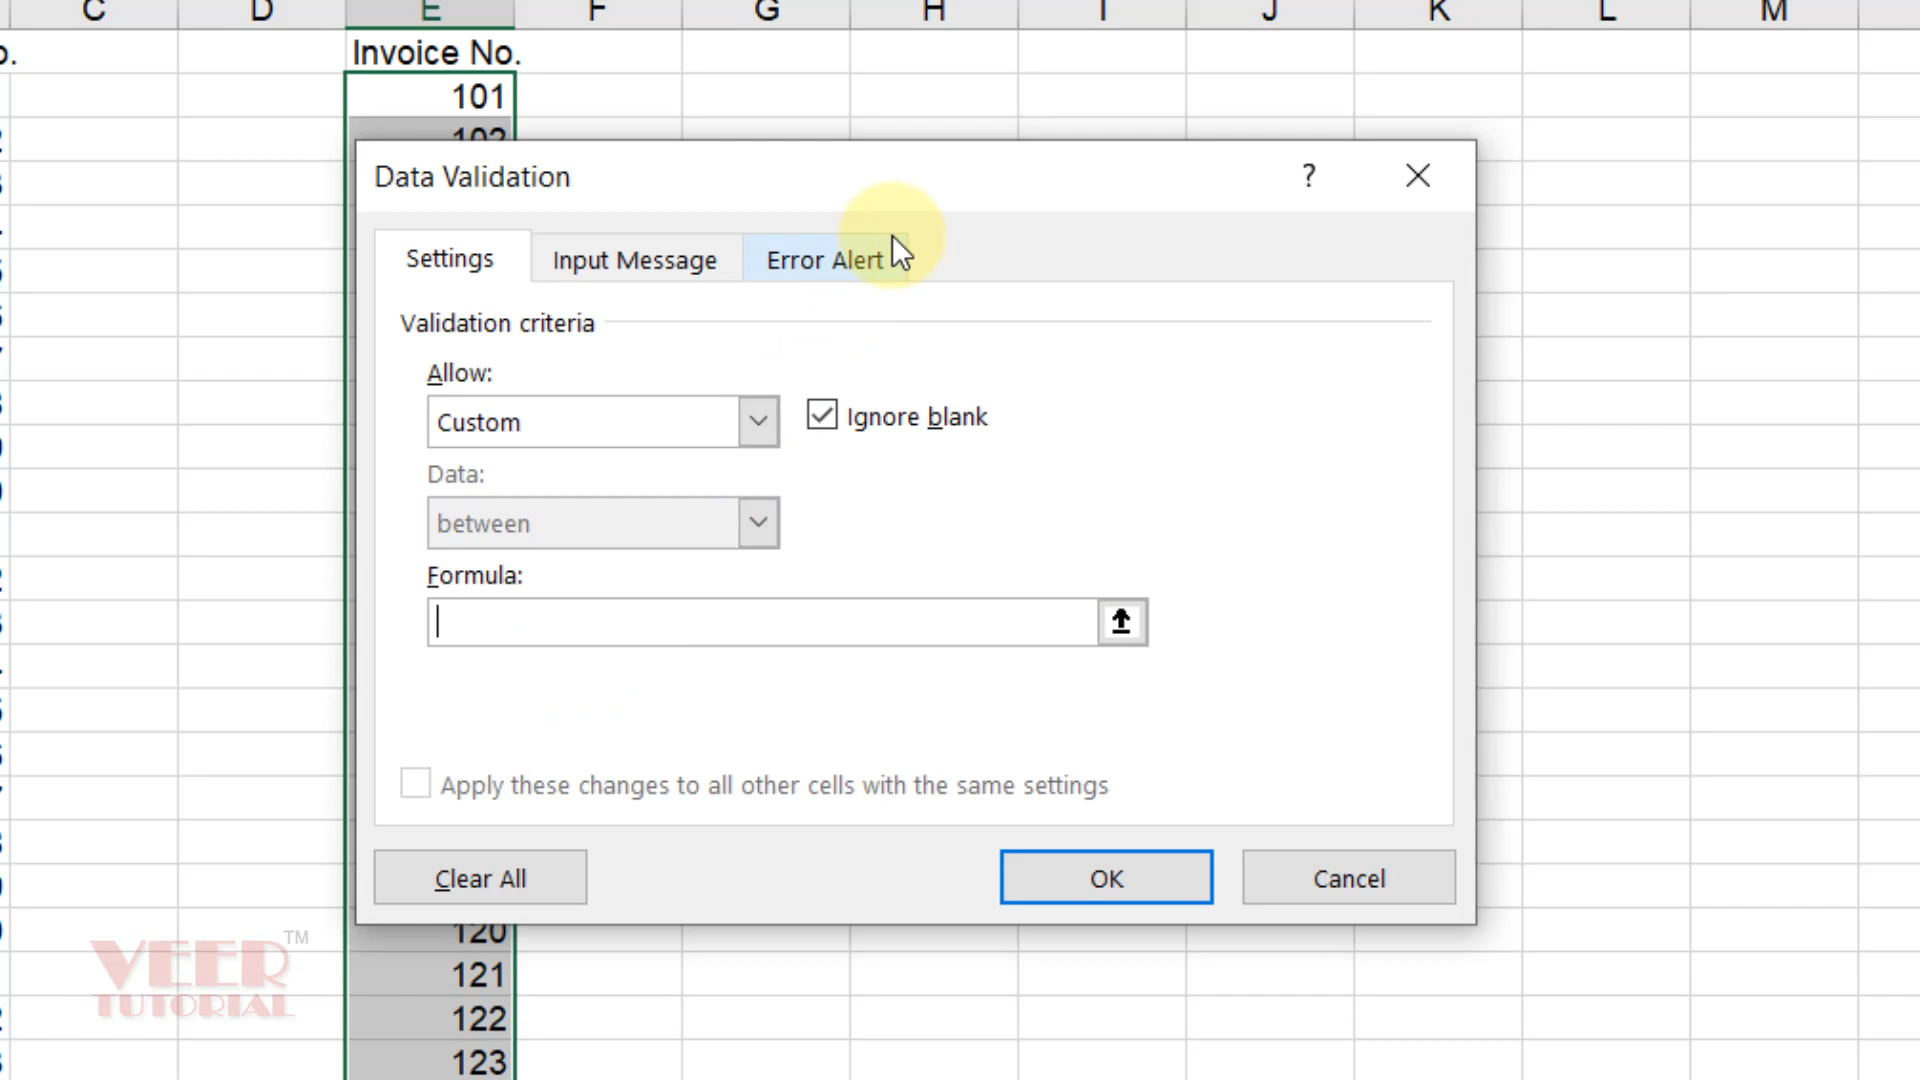 C D E F G H I J K L M
Invoice No.
101
102
Data Validation ?
Settings Input Message Error Alert
Validation criteria
Allow:
Custom Ignore blank
Data:
between
Formula:
Apply these changes to all other cells with the same settings
Clear All OK Cancel
120
121
122
123
VEER TM
TUTORIAL